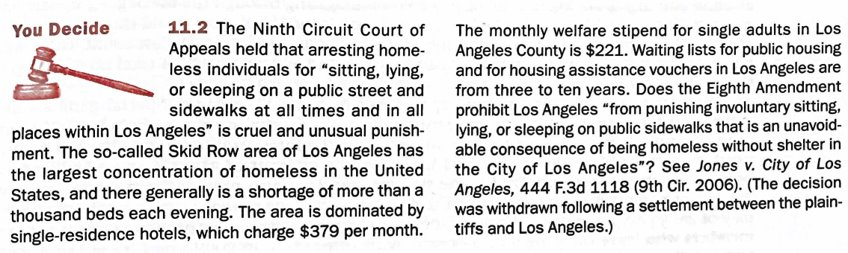 You Decide
11.2 The Ninth Circuit Court of
Appeals held that arresting home-
less individuals for “sitting, lying,
or sleeping on a public street and
sidewalks at all times and in all
places within Los Angeles” is cruel and unusual punish-
ment. The so-called Skid Row area of Los Angeles has
the largest concentration of homeless in the United
States, and there generally is a shortage of more than a
thousand beds each evening. The area is dominated by
single-residence hotels, which charge $379 per month.
The monthly welfare stipend for single adults in Los
Angeles County is $221. Waiting lists for public housing
and for housing assistance vouchers in Los Angeles are
from three to ten years. Does the Eighth Amendment
prohibit Los Angeles “from punishing involuntary sitting,
lying, or sleeping on public sidewalks that is an unavoid-
able consequence of being homeless without shelter in
the City of Los Angeles”? See Jones v. City of Los
Angeles, 444 F.3d 1118 (9th Cir. 2006). (The decision
was withdrawn following a settlement between the plain-
tiffs and Los Angeles.)